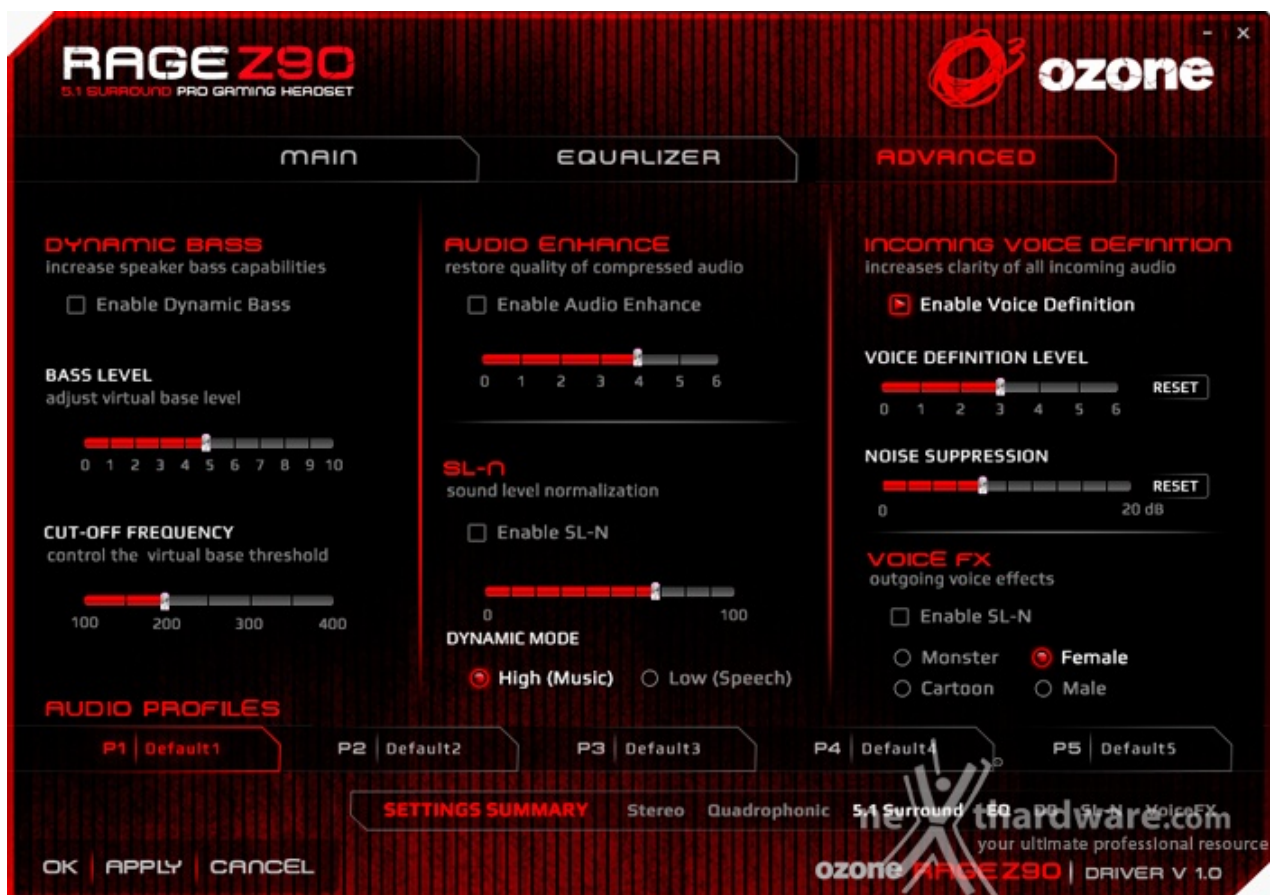 RAGE Z90
5.1 SURROUND PRO GAMING HEADSET
O3 ozone
MAIN
EQUALIZER
ADVANCED
DYNAMIC BASS
increase speaker bass capabilities
Enable Dynamic Bass
BASS LEVEL
adjust virtual base level
0 1 2 3 4 5 6 7 8 9 10
CUT-OFF FREQUENCY
control the virtual base threshold
100 200 300 400
AUDIO ENHANCE
restore quality of compressed audio
Enable Audio Enhance
0 1 2 3 4 5 6
SL-N
sound level normalization
Enable SL-N
0 100
DYNAMIC MODE
High (Music) Low (Speech)
INCOMING VOICE DEFINITION
increases clarity of all incoming audio
Enable Voice Definition
VOICE DEFINITION LEVEL
RESET
0 1 2 3 4 5 6
NOISE SUPPRESSION
RESET
0 20 dB
VOICE FX
outgoing voice effects
Enable SL-N
Monster Female
Cartoon Male
AUDIO PROFILES
P1 Default1
P2 Default2
P3 Default3
P4 Default4
P5 Default5
SETTINGS SUMMARY Stereo Quadrophonic 5.1 Surround EQ SL-N VoiceFX
nexthardware.com
your ultimate professional resource
OK APPLY CANCEL
ozone RAGE Z90 DRIVER V 1.0